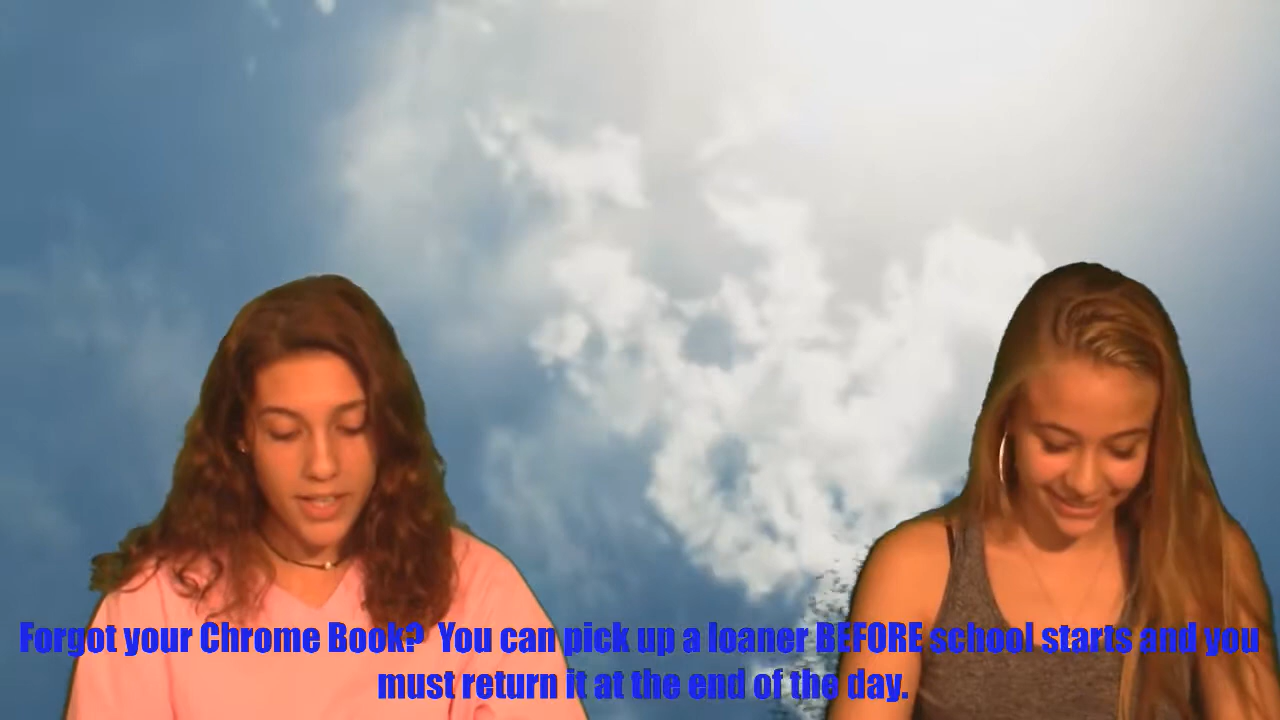 Forgot your Chrome Book?  You can pick up a loaner BEFORE school starts and you
must return it at the end of the day.